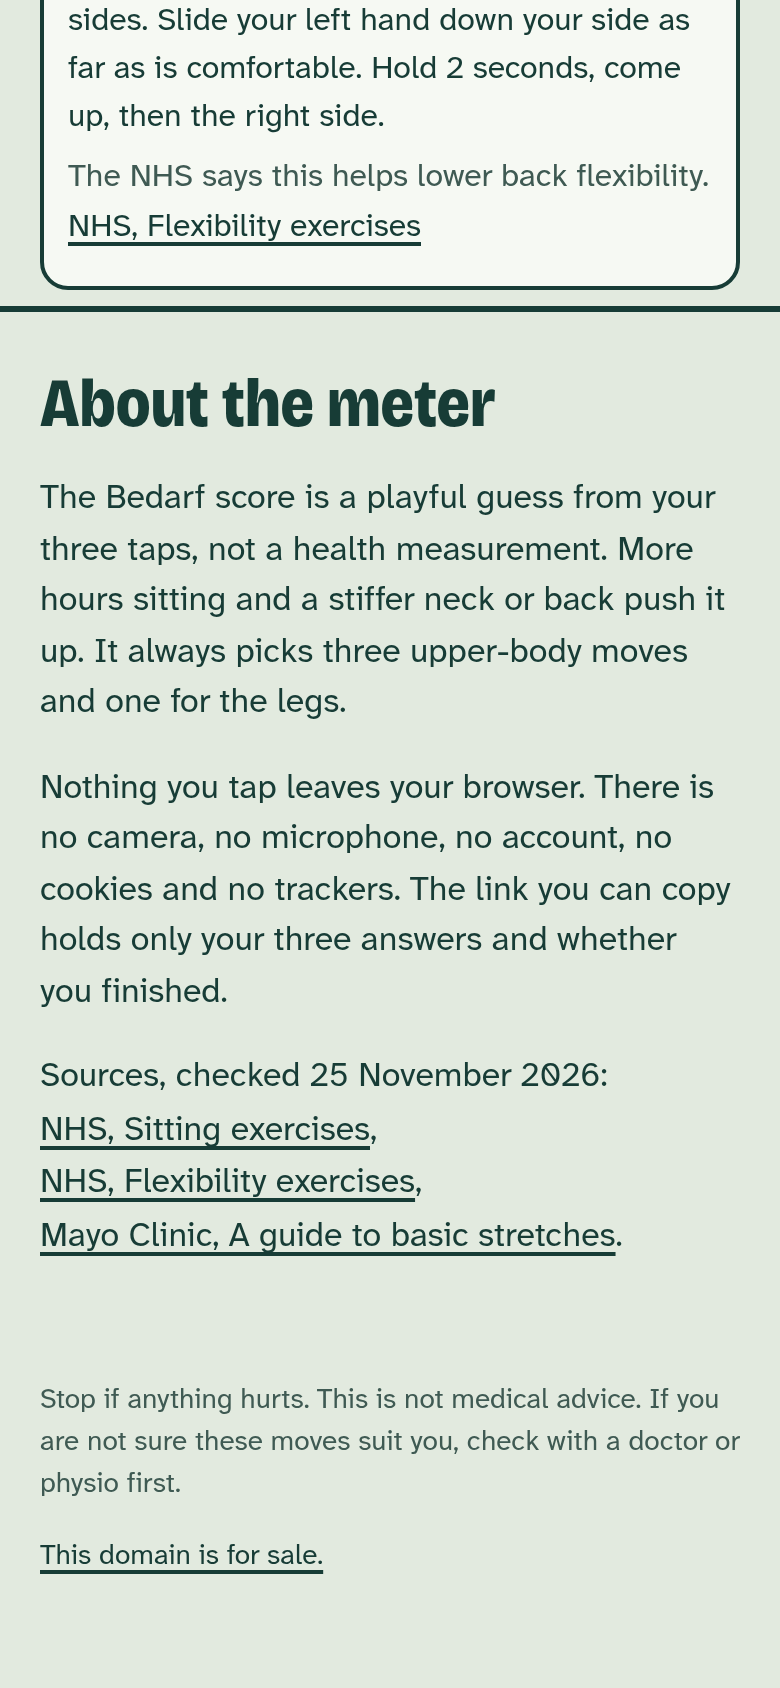 sides. Slide your left hand down your side as
far as is comfortable. Hold 2 seconds, come
up, then the right side.
The NHS says this helps lower back flexibility.
NHS, Flexibility exercises
About the meter
The Bedarf score is a playful guess from your
three taps, not a health measurement. More
hours sitting and a stiffer neck or back push it
up. It always picks three upper-body moves
and one for the legs.
Nothing you tap leaves your browser. There is
no camera, no microphone, no account, no
cookies and no trackers. The link you can copy
holds only your three answers and whether
you finished.
Sources, checked 25 November 2026:
NHS, Sitting exercises,
NHS, Flexibility exercises,
Mayo Clinic, A guide to basic stretches.
Stop if anything hurts. This is not medical advice. If you
are not sure these moves suit you, check with a doctor or
physio first.
This domain is for sale.